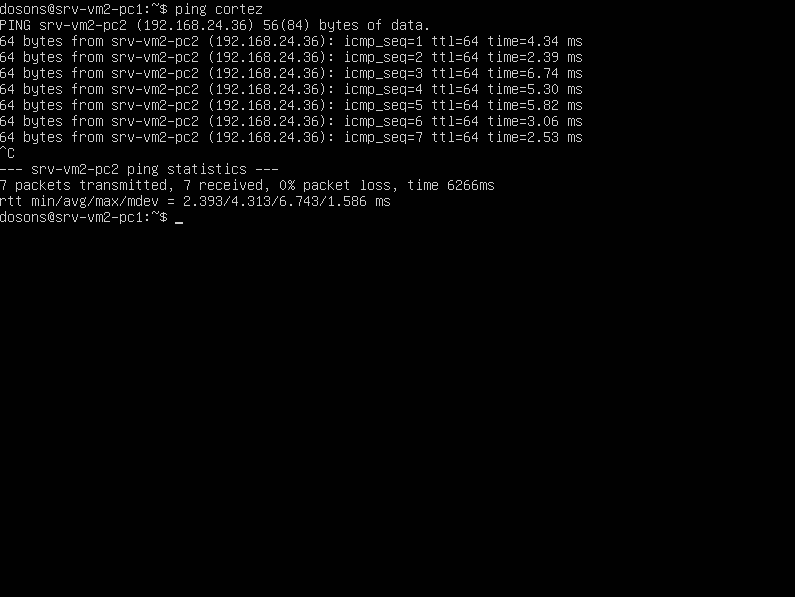 dosons@srv-vm2-pc1:~$ ping cortez
PING srv-vm2-pc2 (192.168.24.36) 56(84) bytes of data.
64 bytes from srv-vm2-pc2 (192.168.24.36): icmp_seq=1 ttl=64 time=4.34 ms
64 bytes from srv-vm2-pc2 (192.168.24.36): icmp_seq=2 ttl=64 time=2.39 ms
64 bytes from srv-vm2-pc2 (192.168.24.36): icmp_seq=3 ttl=64 time=6.74 ms
64 bytes from srv-vm2-pc2 (192.168.24.36): icmp_seq=4 ttl=64 time=5.30 ms
64 bytes from srv-vm2-pc2 (192.168.24.36): icmp_seq=5 ttl=64 time=5.82 ms
64 bytes from srv-vm2-pc2 (192.168.24.36): icmp_seq=6 ttl=64 time=3.06 ms
64 bytes from srv-vm2-pc2 (192.168.24.36): icmp_seq=7 ttl=64 time=2.53 ms
^C
--- srv-vm2-pc2 ping statistics ---
7 packets transmitted, 7 received, 0% packet loss, time 6266ms
rtt min/avg/max/mdev = 2.393/4.313/6.743/1.586 ms
dosons@srv-vm2-pc1:~$ _